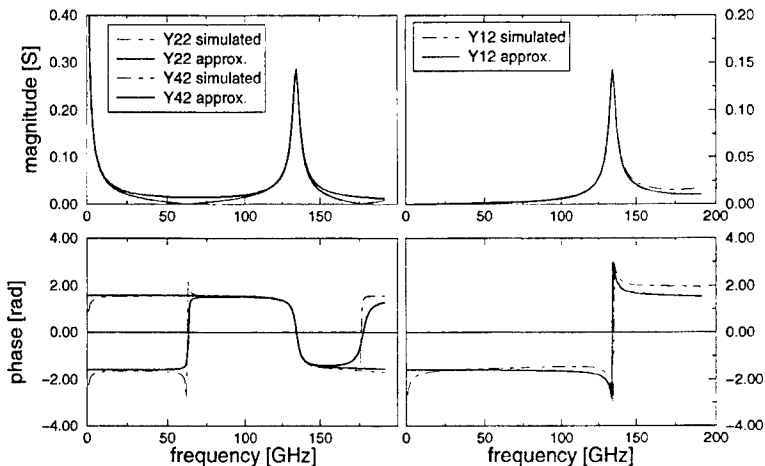 magnitude [S]
0.40
0.30
0.20
0.10
0.00
Y22 simulated
Y22 approx.
Y42 simulated
Y42 approx.
0 50 100 150
Y12 simulated
Y12 approx.
0.20
0.15
0.10
0.05
0.00
0 50 100 150 200
phase [rad]
4.00
2.00
0.00
-2.00
-4.00
0 50 100 150
frequency [GHz]
4.00
2.00
0.00
-2.00
-4.00
0 50 100 150 200
frequency [GHz]